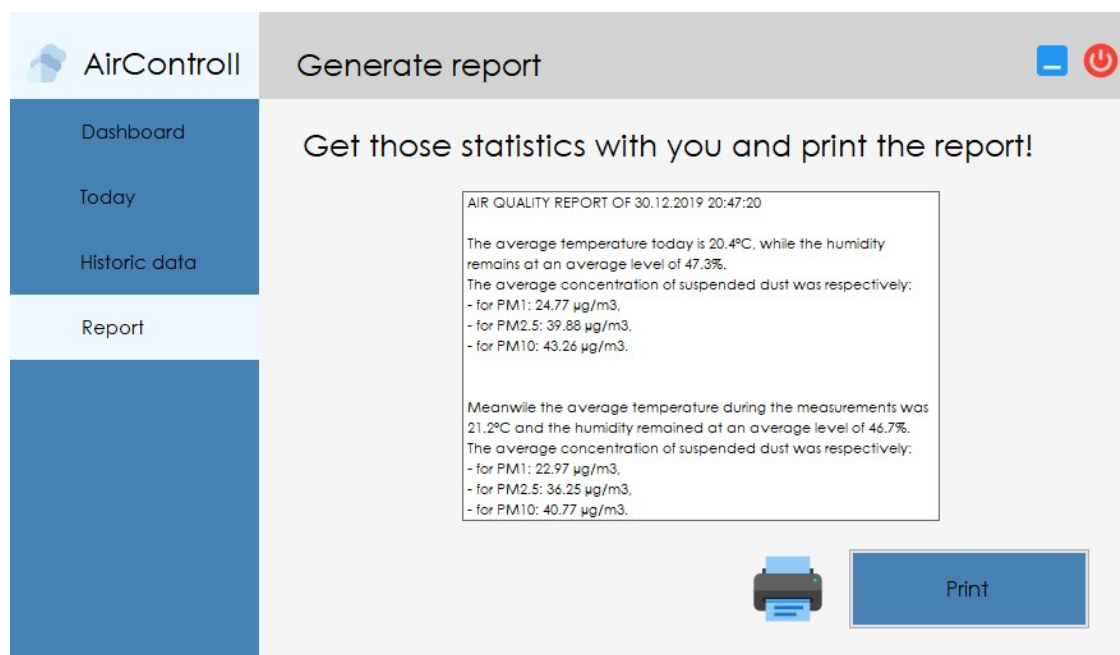 AirControll
Generate report
Dashboard
Today
Historic data
Report
Get those statistics with you and print the report!
AIR QUALITY REPORT OF 30.12.2019 20:47:20
The average temperature today is 20.4ºC, while the humidity
remains at an average level of 47.3%.
The average concentration of suspended dust was respectively:
- for PM1: 24.77 µg/m3,
- for PM2.5: 39.88 µg/m3,
- for PM10: 43.26 µg/m3.
Meanwile the average temperature during the measurements was
21.2ºC and the humidity remained at an average level of 46.7%.
The average concentration of suspended dust was respectively:
- for PM1: 22.97 µg/m3,
- for PM2.5: 36.25 µg/m3,
- for PM10: 40.77 µg/m3.
Print